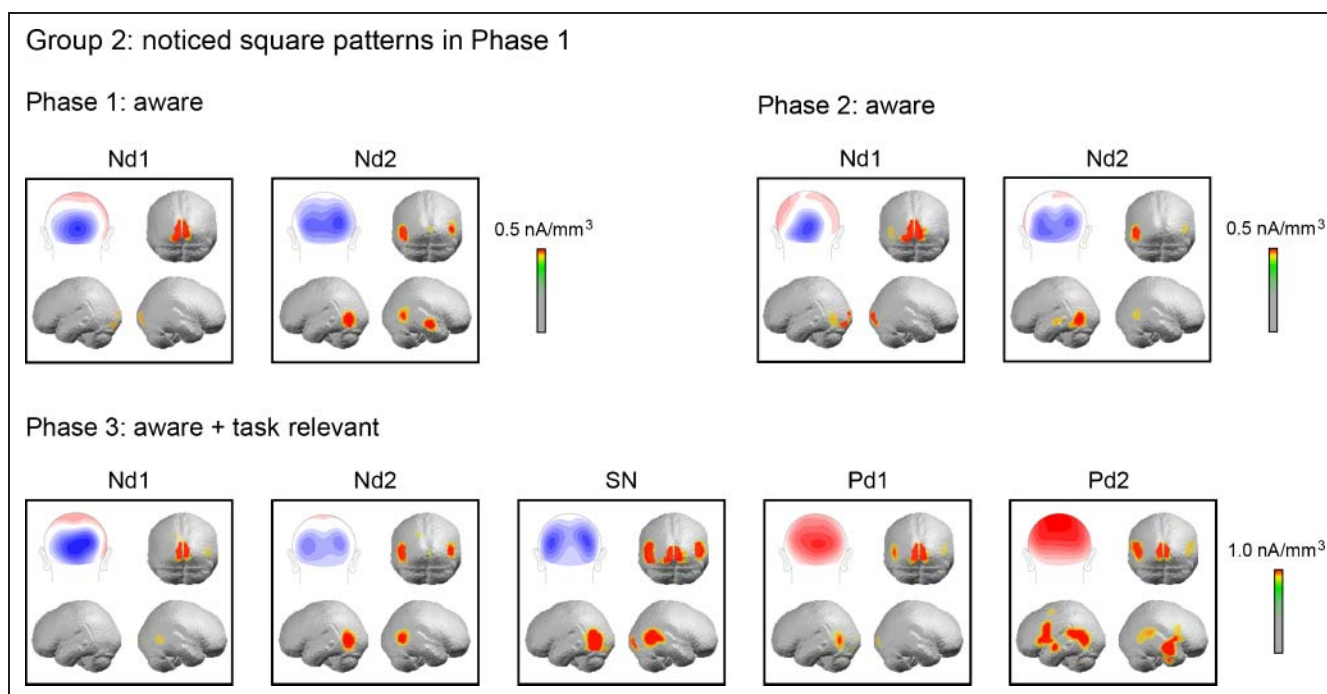 Group 2: noticed square patterns in Phase 1
Phase 1: aware
Phase 2: aware
Nd1
Nd2
Nd1
Nd2
0.5 nA/mm³
0.5 nA/mm³
Phase 3: aware + task relevant
Nd1
Nd2
SN
Pd1
Pd2
1.0 nA/mm³